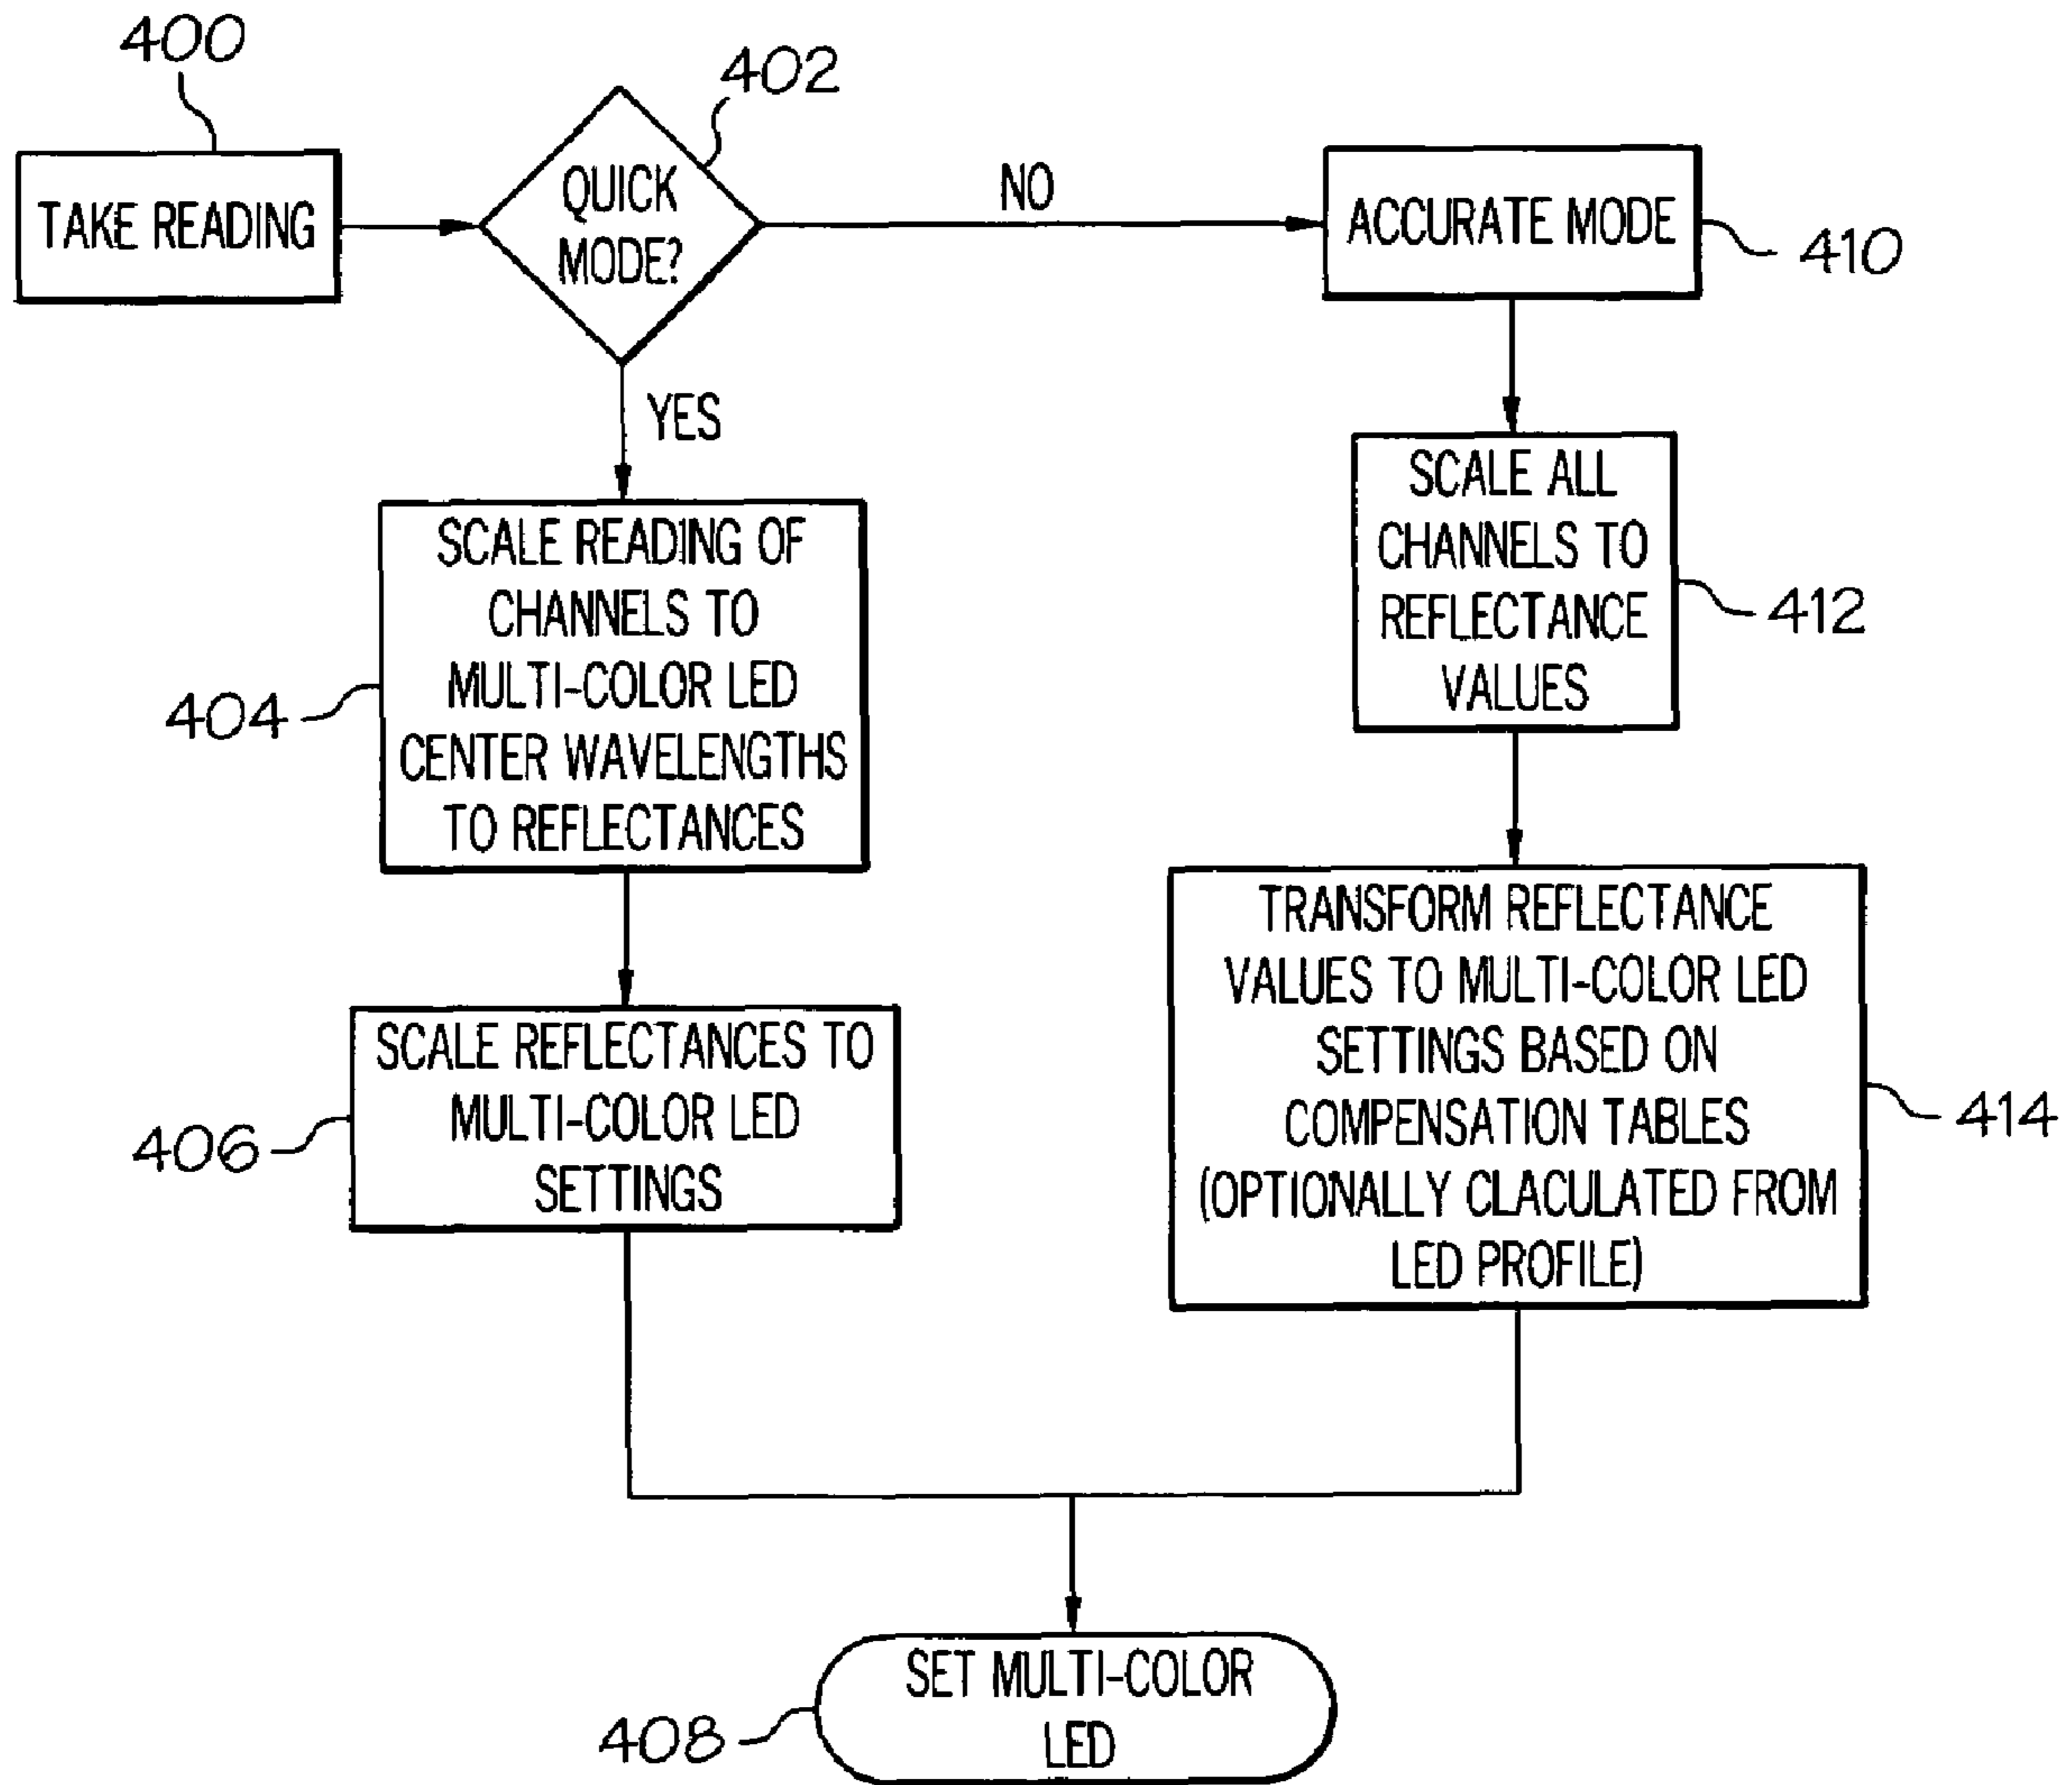 400
TAKE READING
402
QUICK
MODE?
NO
ACCURATE MODE
410
YES
SCALE READING OF
CHANNELS TO
MULTI-COLOR LED
CENTER WAVELENGTHS
TO REFLECTANCES
404
SCALE ALL
CHANNELS TO
REFLECTANCE
VALUES
412
SCALE REFLECTANCES TO
MULTI-COLOR LED
SETTINGS
406
TRANSFORM REFLECTANCE
VALUES TO MULTI-COLOR LED
SETTINGS BASED ON
COMPENSATION TABLES
(OPTIONALLY CLACULATED FROM
LED PROFILE)
414
SET MULTI-COLOR
LED
408